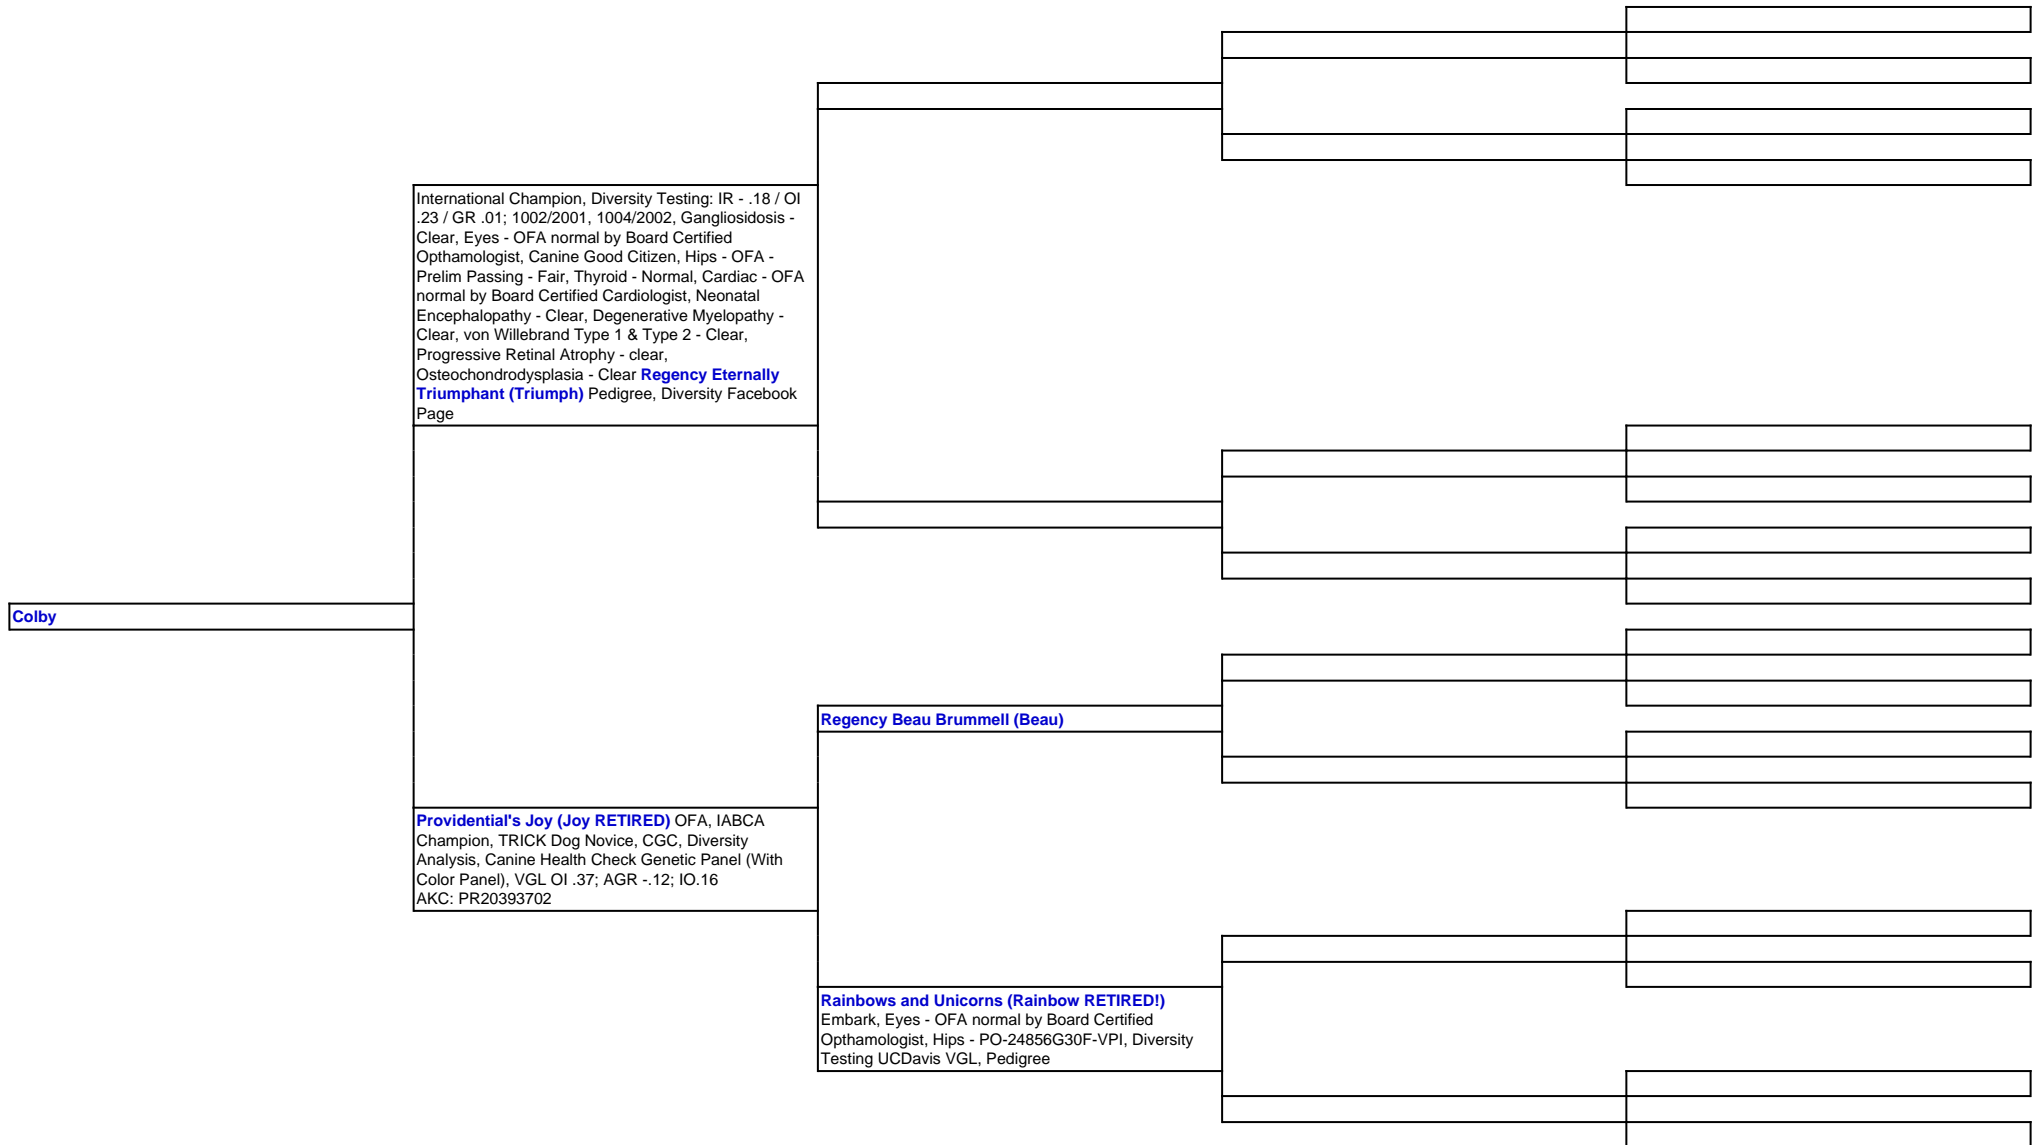 International Champion, Diversity Testing: IR - .18 / OI
.23 / GR .01; 1002/2001, 1004/2002, Gangliosidosis -
Clear, Eyes - OFA normal by Board Certified
Opthamologist, Canine Good Citizen, Hips - OFA -
Prelim Passing - Fair, Thyroid - Normal, Cardiac - OFA
normal by Board Certified Cardiologist, Neonatal
Encephalopathy - Clear, Degenerative Myelopathy -
Clear, von Willebrand Type 1 & Type 2 - Clear,
Progressive Retinal Atrophy - clear,
Osteochondrodysplasia - Clear Regency Eternally
Triumphant (Triumph) Pedigree, Diversity Facebook
Page
Colby
Regency Beau Brummell (Beau)
Providential's Joy (Joy RETIRED) OFA, IABCA
Champion, TRICK Dog Novice, CGC, Diversity
Analysis, Canine Health Check Genetic Panel (With
Color Panel), VGL OI .37; AGR -.12; IO.16
AKC: PR20393702
Rainbows and Unicorns (Rainbow RETIRED!)
Embark, Eyes - OFA normal by Board Certified
Opthamologist, Hips - PO-24856G30F-VPI, Diversity
Testing UCDavis VGL, Pedigree